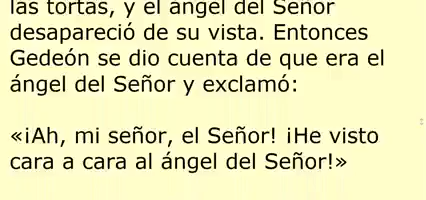 las tortas, y el ángel del Señor
desapareció de su vista. Entonces
Gedeón se dio cuenta de que era el
ángel del Señor y exclamó:
«¡Ah, mi señor, el Señor! ¡He visto
cara a cara al ángel del Señor!»